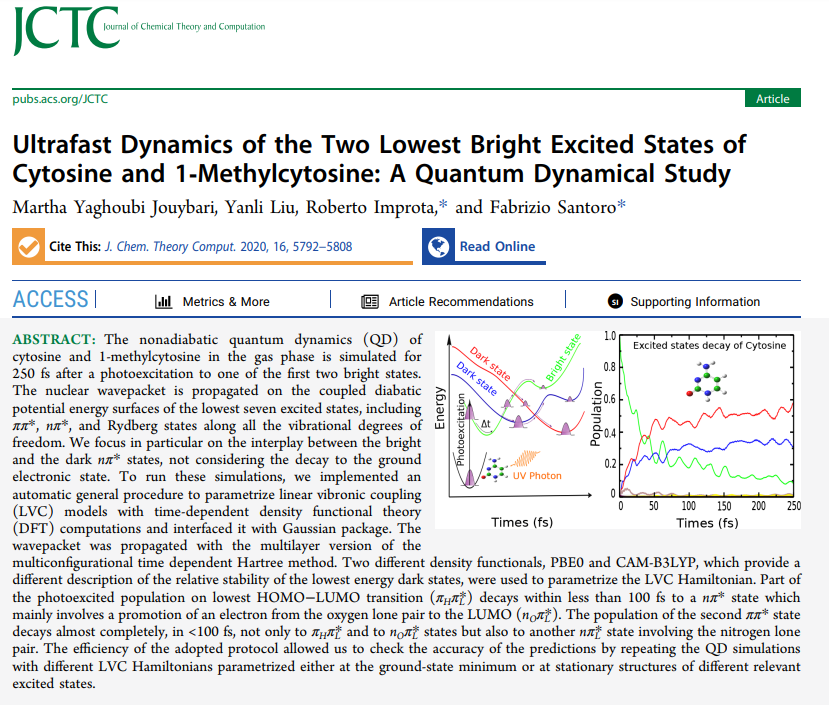 JCTC Journal of Chemical Theory and Computation
pubs.acs.org/JCTC
Article
Ultrafast Dynamics of the Two Lowest Bright Excited States of
Cytosine and 1-Methylcytosine: A Quantum Dynamical Study
Martha Yaghoubi Jouybari, Yanli Liu, Roberto Improta,* and Fabrizio Santoro*
Cite This: J. Chem. Theory Comput. 2020, 16, 5792−5808
Read Online
ACCESS
Metrics & More
Article Recommendations
SI Supporting Information
ABSTRACT: The nonadiabatic quantum dynamics (QD) of
cytosine and 1-methylcytosine in the gas phase is simulated for
250 fs after a photoexcitation to one of the first two bright states.
The nuclear wavepacket is propagated on the coupled diabatic
potential energy surfaces of the lowest seven excited states, including
ππ*, nπ*, and Rydberg states along all the vibrational degrees of
freedom. We focus in particular on the interplay between the bright
and the dark nπ* states, not considering the decay to the ground
electronic state. To run these simulations, we implemented an
automatic general procedure to parametrize linear vibronic coupling
(LVC) models with time-dependent density functional theory
(DFT) computations and interfaced it with Gaussian package. The
wavepacket was propagated with the multilayer version of the
multiconfigurational time dependent Hartree method. Two different density functionals, PBE0 and CAM-B3LYP, which provide a
different description of the relative stability of the lowest energy dark states, were used to parametrize the LVC Hamiltonian. Part of
the photoexcited population on lowest HOMO−LUMO transition (πHπL*) decays within less than 100 fs to a nπ* state which
mainly involves a promotion of an electron from the oxygen lone pair to the LUMO (nOπL*). The population of the second ππ* state
decays almost completely, in <100 fs, not only to πHπL* and to nOπL* states but also to another nπL* state involving the nitrogen lone
pair. The efficiency of the adopted protocol allowed us to check the accuracy of the predictions by repeating the QD simulations
with different LVC Hamiltonians parametrized either at the ground-state minimum or at stationary structures of different relevant
excited states.
Energy
Dark state
Dark state
Bright state
Photoexcitation
Δt
UV Photon
Times (fs)
Excited states decay of Cytosine
Population
1.0
0.8
0.6
0.4
0.2
0
0 50 100 150 200 250
Times (fs)